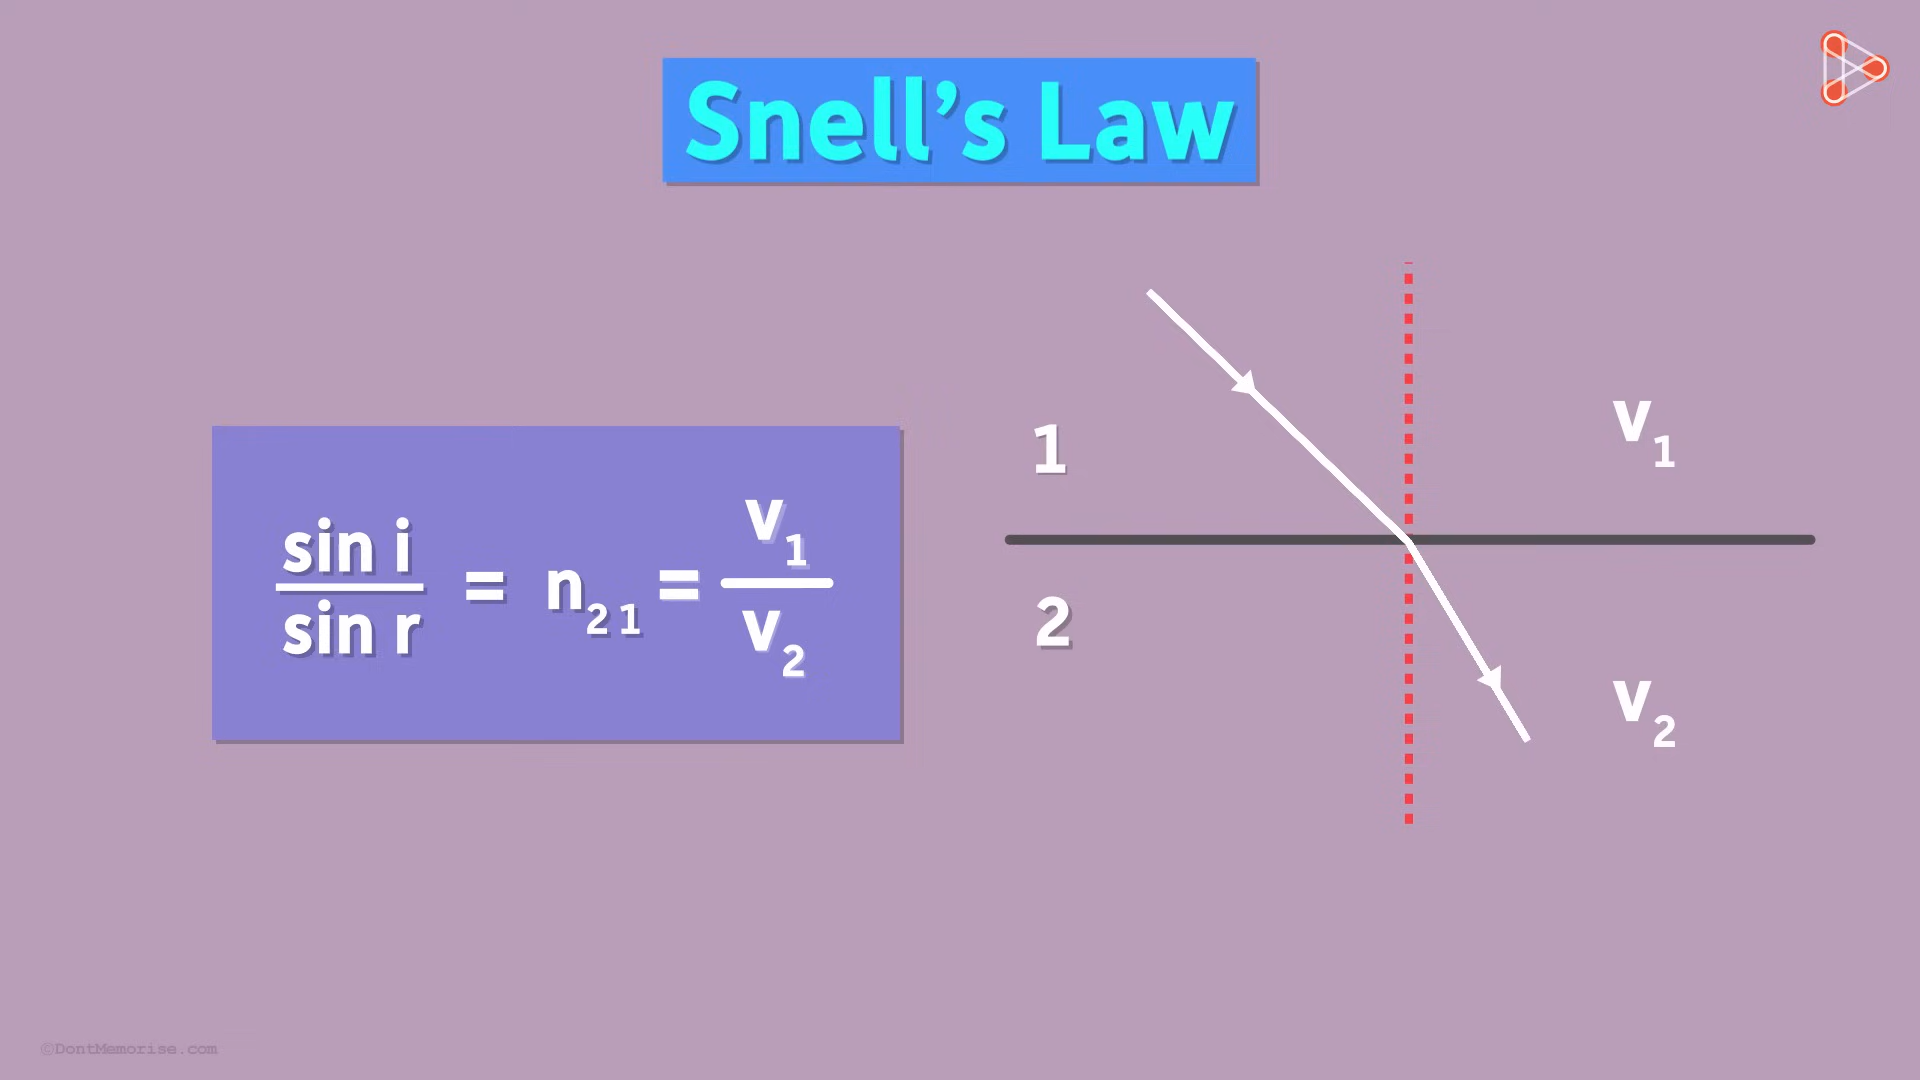 Snell's Law
sin i / sin r = n21 = v1 / v2
1
v1
2
v2
©DontMemorise.com